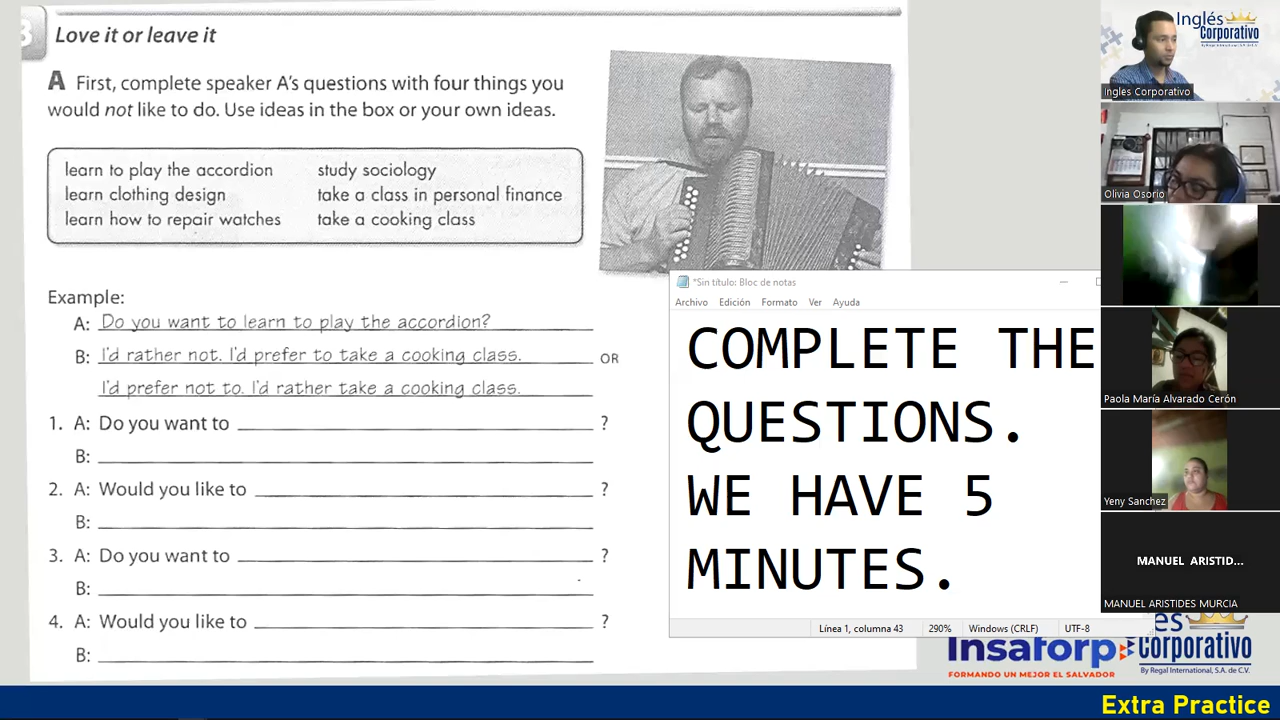 3 Love it or leave it
A First, complete speaker A's questions with four things you
would not like to do. Use ideas in the box or your own ideas.
learn to play the accordion study sociology
learn clothing design take a class in personal finance
learn how to repair watches take a cooking class
Example:
A: Do you want to learn to play the accordion?
B: I'd rather not. I'd prefer to take a cooking class. OR
I'd prefer not to. I'd rather take a cooking class.
1. A: Do you want to ?
B:
2. A: Would you like to ?
B:
3. A: Do you want to ?
B:
4. A: Would you like to ?
B:
*Sin título: Bloc de notas
Archivo Edición Formato Ver Ayuda
COMPLETE THE
QUESTIONS.
WE HAVE 5
MINUTES.
Línea 1, columna 43 290% Windows (CRLF) UTF-8
Inglés
Corporativo
By Regal International, S.A. de C.V.
Ingles Corporativo
Olivia Osorio
Paola María Alvarado Cerón
Yeny Sanchez
MANUEL ARISTID...
MANUEL ARISTIDES MURCIA
Insaforp
FORMANDO UN MEJOR EL SALVADOR
Corporativo
By Regal International, S.A. de C.V.
Extra Practice